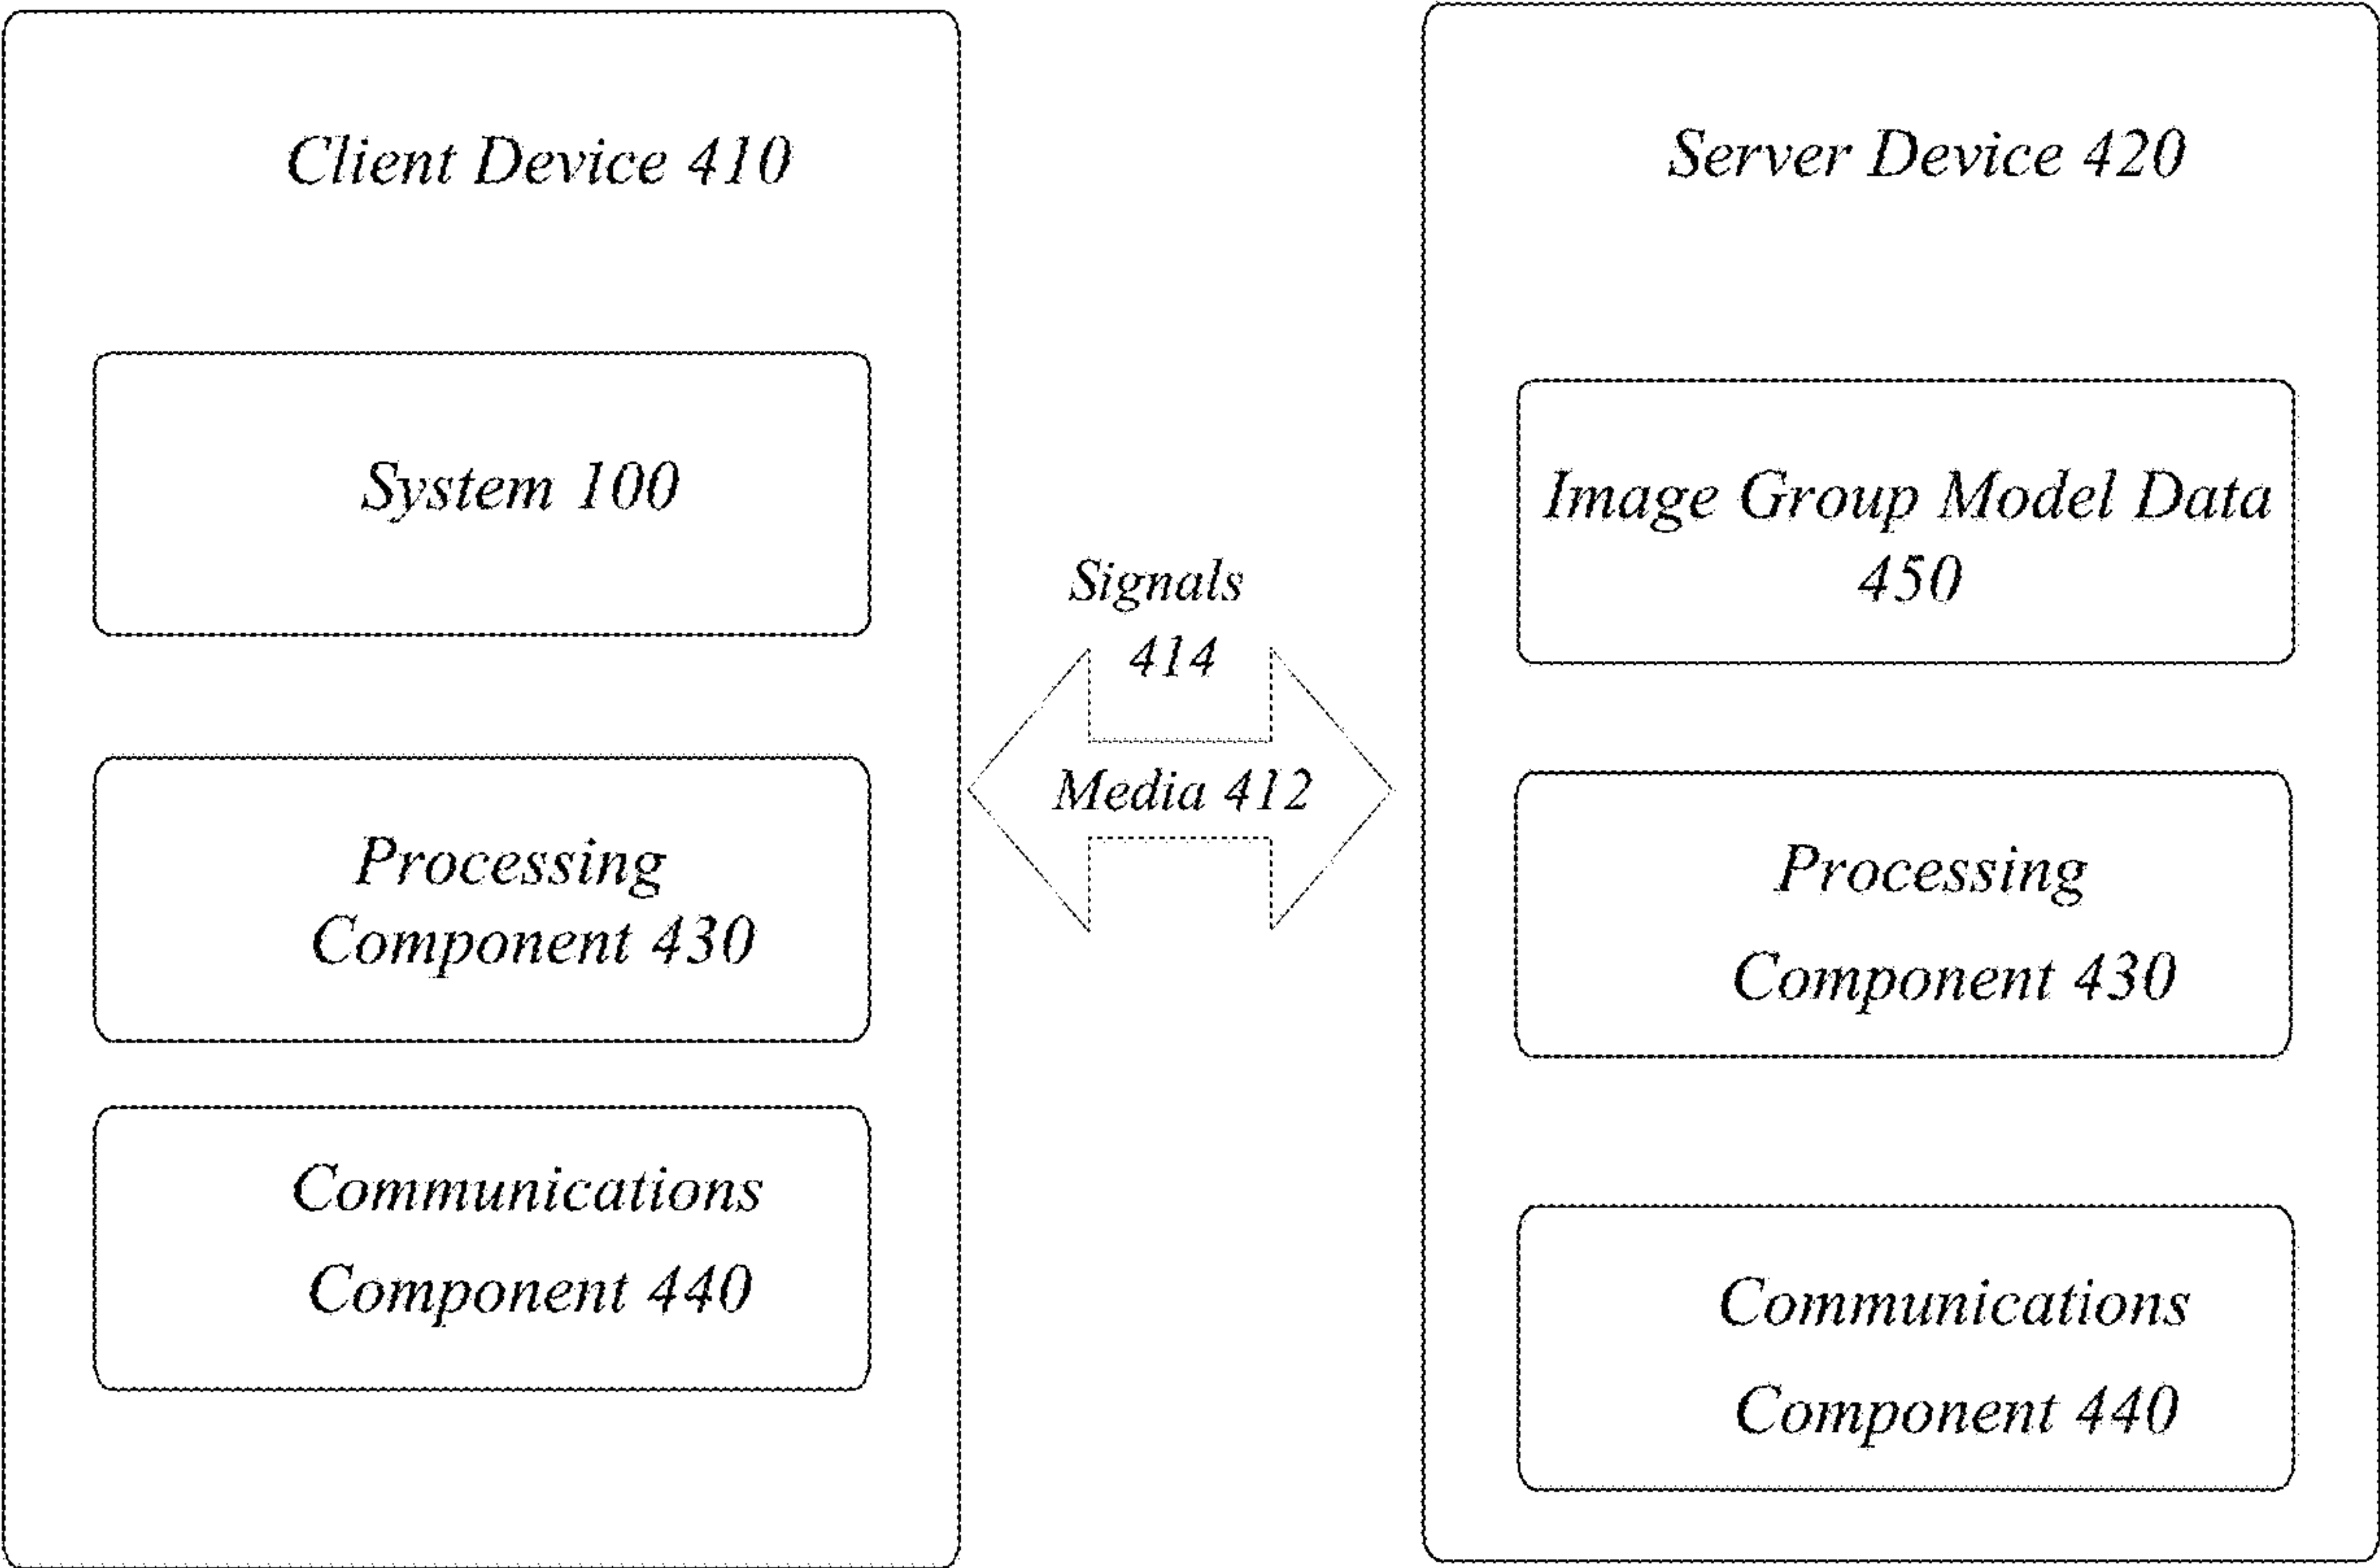 Client Device 410
System 100
Processing
Component 430
Communications
Component 440
Signals
414
Media 412
Server Device 420
Image Group Model Data
450
Processing
Component 430
Communications
Component 440